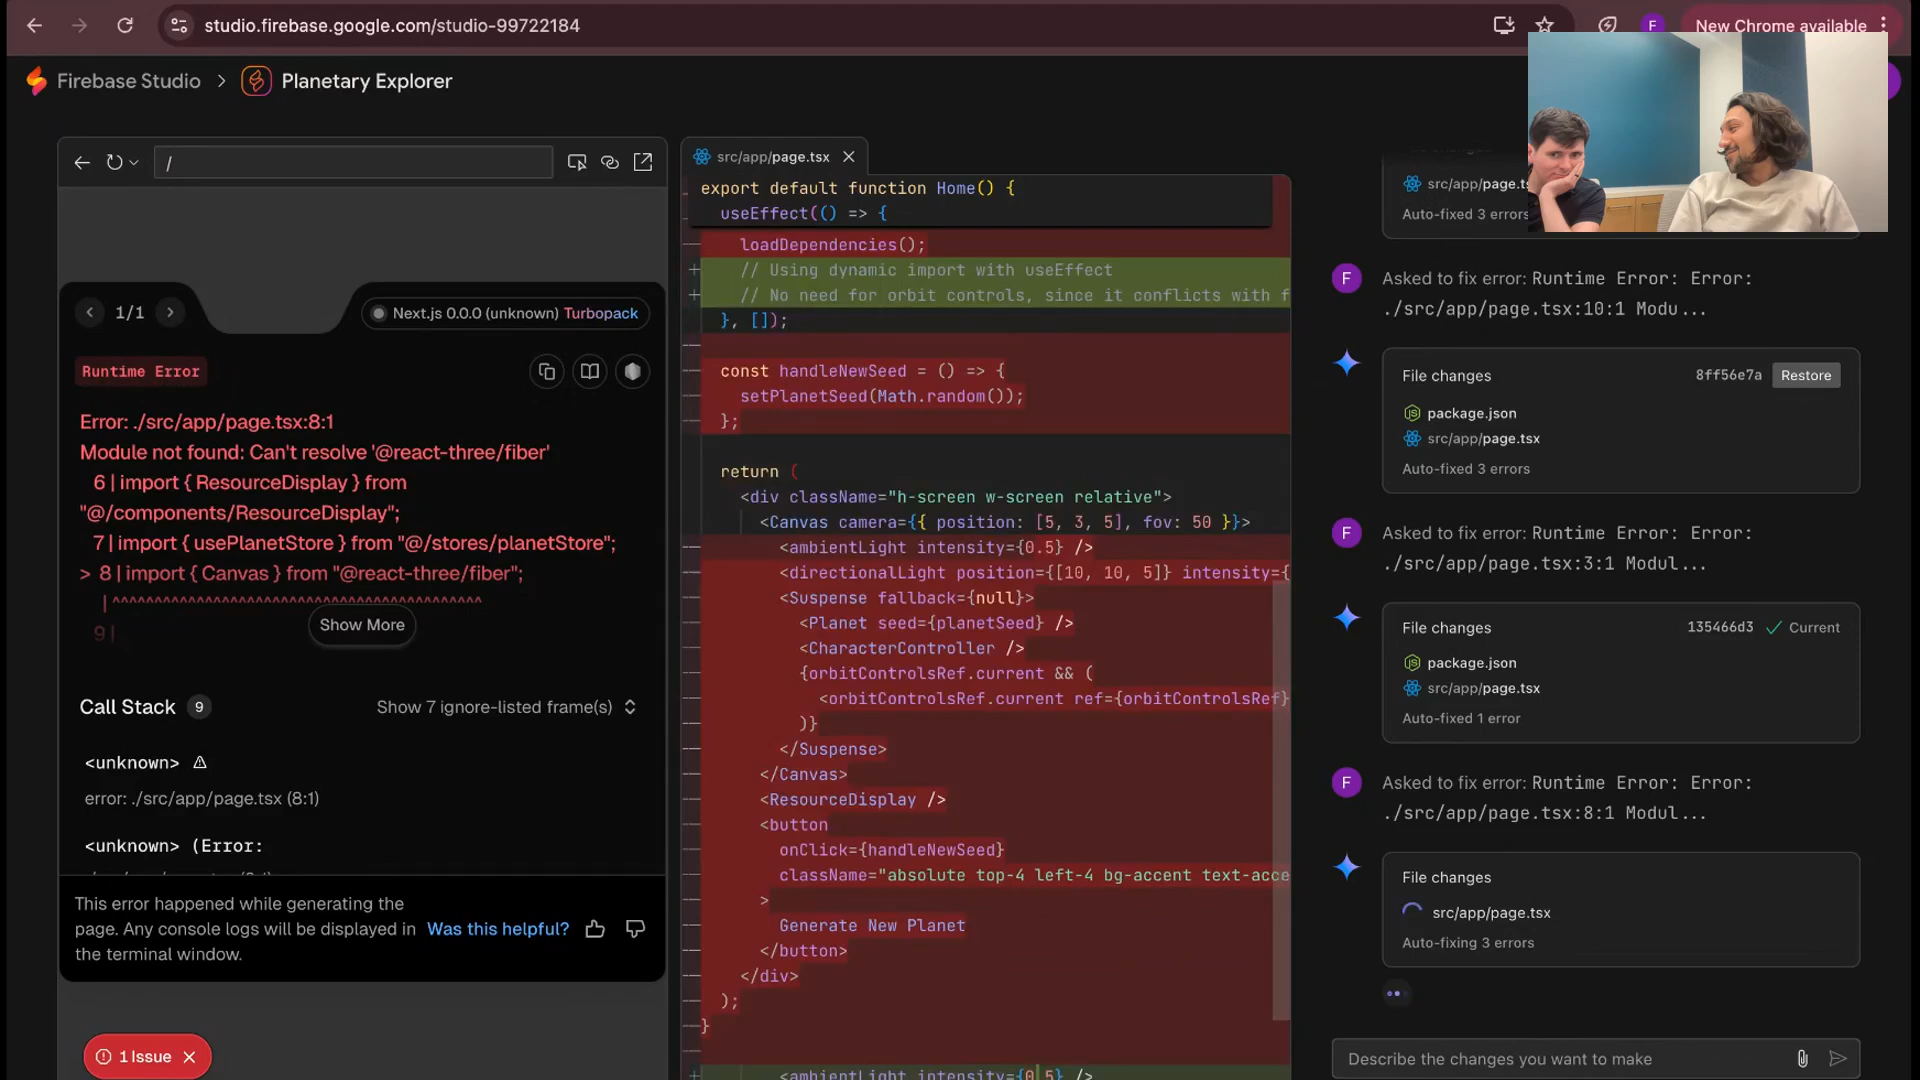 studio.firebase.google.com/studio-99722184
F
New Chrome available
Firebase Studio > Planetary Explorer
/
1/1
Next.js 0.0.0 (unknown) Turbopack
Runtime Error
Error: ./src/app/page.tsx:8:1
Module not found: Can't resolve '@react-three/fiber'
6 | import { ResourceDisplay } from
"@/components/ResourceDisplay";
7 | import { usePlanetStore } from "@/stores/planetStore";
> 8 | import { Canvas } from "@react-three/fiber";
| ^^^^^^^^^^^^^^^^^^^^^^^^^^^^^^^^^^^^^^^^^^^^
9 |
Show More
Call Stack 9
Show 7 ignore-listed frame(s)
<unknown>
error: ./src/app/page.tsx (8:1)
<unknown> (Error:
This error happened while generating the
page. Any console logs will be displayed in
the terminal window.
Was this helpful?
1 Issue
src/app/page.tsx
export default function Home() {
useEffect(() => {
loadDependencies();
+ // Using dynamic import with useEffect
+ // No need for orbit controls, since it conflicts with f
}, []);
const handleNewSeed = () => {
setPlanetSeed(Math.random());
};
return (
<div className="h-screen w-screen relative">
<Canvas camera={{ position: [5, 3, 5], fov: 50 }}>
<ambientLight intensity={0.5} />
<directionalLight position={[10, 10, 5]} intensity={
<Suspense fallback={null}>
<Planet seed={planetSeed} />
<CharacterController />
{orbitControlsRef.current && (
<orbitControlsRef.current ref={orbitControlsRef}
)}
</Suspense>
</Canvas>
<ResourceDisplay />
<button
onClick={handleNewSeed}
className="absolute top-4 left-4 bg-accent text-acce
>
Generate New Planet
</button>
</div>
);
}
+ <ambientLight intensity={0.5} />
src/app/page.ts
Auto-fixed 3 errors
F
Asked to fix error: Runtime Error: Error:
./src/app/page.tsx:10:1 Modu...
File changes
8ff56e7a
Restore
package.json
src/app/page.tsx
Auto-fixed 3 errors
F
Asked to fix error: Runtime Error: Error:
./src/app/page.tsx:3:1 Modul...
File changes
135466d3
Current
package.json
src/app/page.tsx
Auto-fixed 1 error
F
Asked to fix error: Runtime Error: Error:
./src/app/page.tsx:8:1 Modul...
File changes
src/app/page.tsx
Auto-fixing 3 errors
Describe the changes you want to make